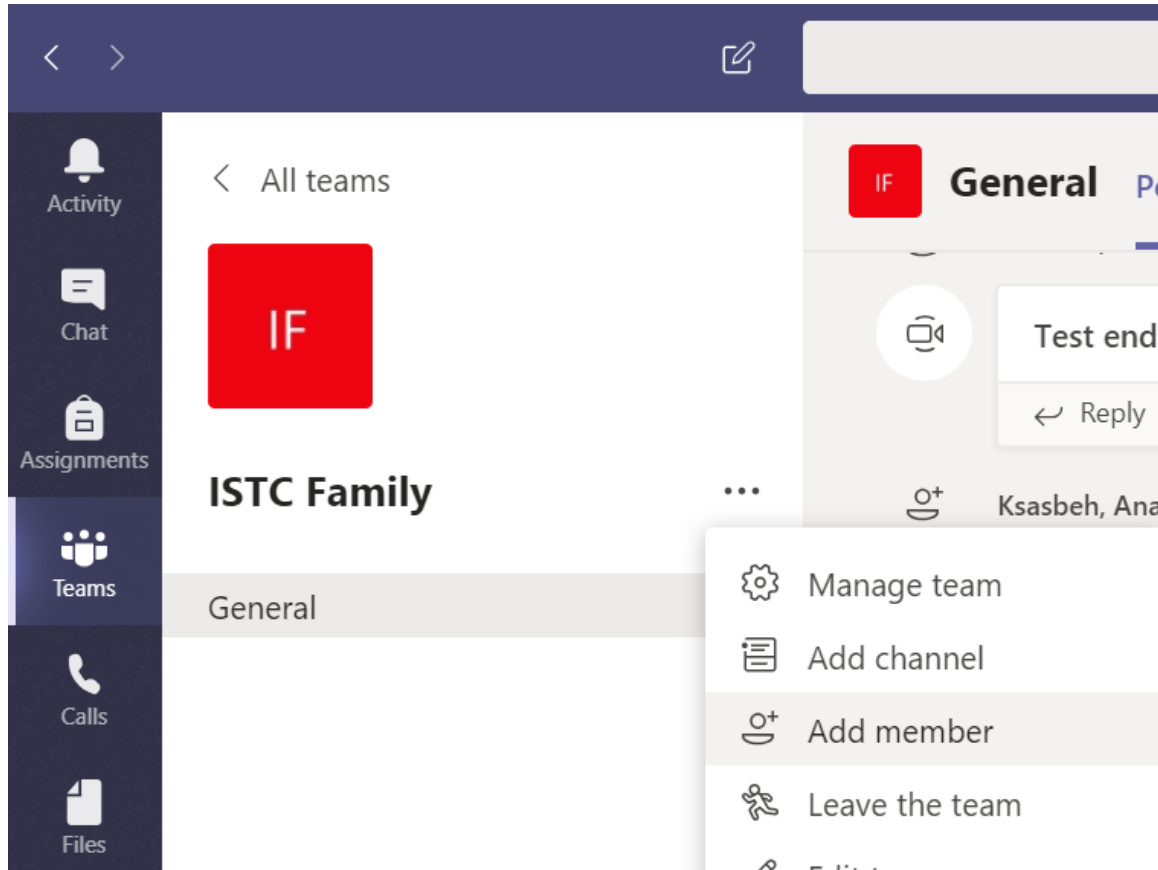 Activity
Chat
Assignments
Teams
Calls
Files
All teams
IF
ISTC Family
...
General
Manage team
Add channel
Add member
Leave the team
IF
General
Test end
Reply
Ksasbeh, Ana